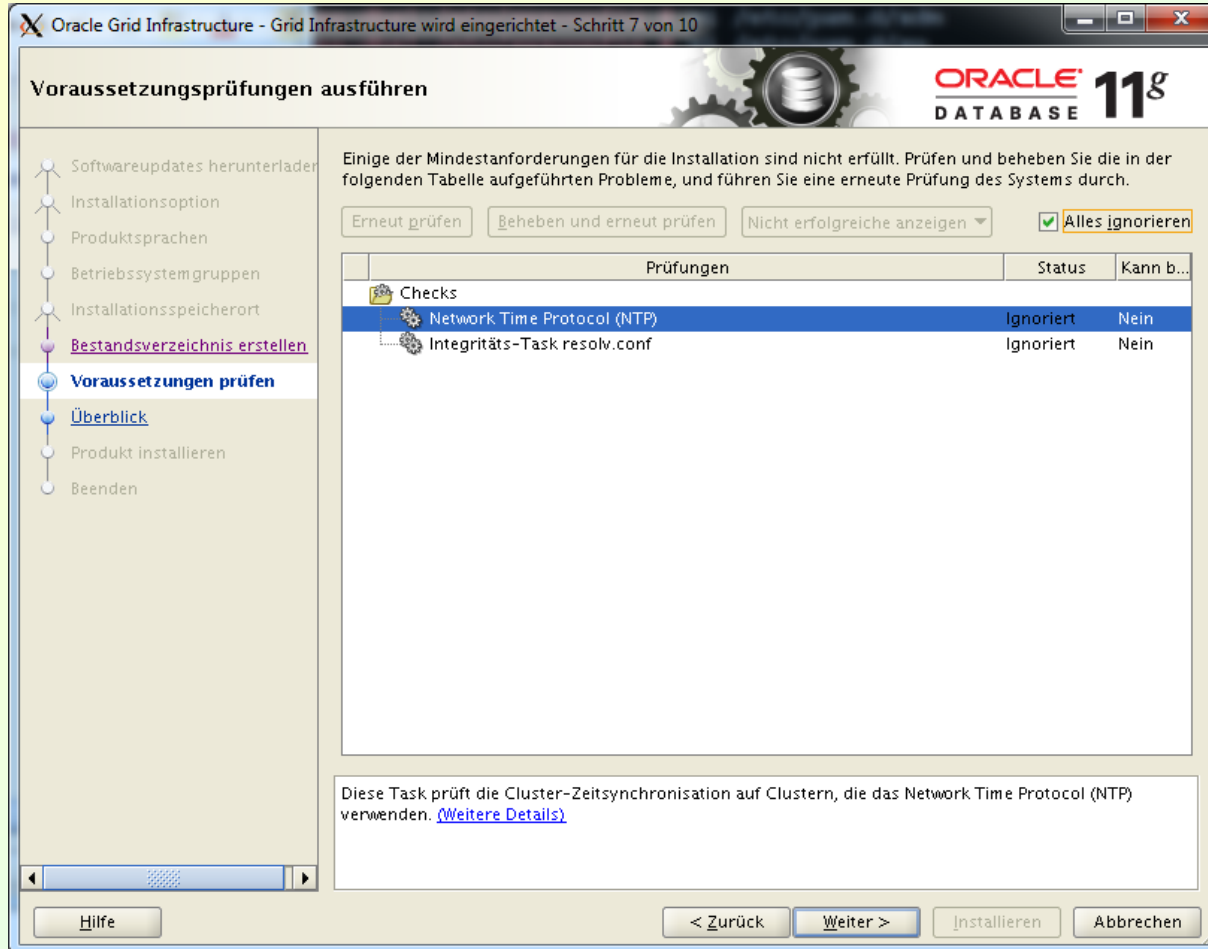 Oracle Grid Infrastructure - Grid Infrastructure wird eingerichtet - Schritt 7 von 10
Voraussetzungsprüfungen ausführen
ORACLE
DATABASE
11g
Softwareupdates herunterlader
Installationsoption
Produktsprachen
Betriebssystemgruppen
Installationsspeicherort
Bestandsverzeichnis erstellen
Voraussetzungen prüfen
Überblick
Produkt installieren
Beenden
Einige der Mindestanforderungen für die Installation sind nicht erfüllt. Prüfen und beheben Sie die in der
folgenden Tabelle aufgeführten Probleme, und führen Sie eine erneute Prüfung des Systems durch.
Erneut prüfen Beheben und erneut prüfen Nicht erfolgreiche anzeigen Alles ignorieren
Prüfungen Status Kann b...
Checks
Network Time Protocol (NTP) Ignoriert Nein
Integritäts-Task resolv.conf Ignoriert Nein
Diese Task prüft die Cluster-Zeitsynchronisation auf Clustern, die das Network Time Protocol (NTP)
verwenden. (Weitere Details)
Hilfe < Zurück Weiter > Installieren Abbrechen